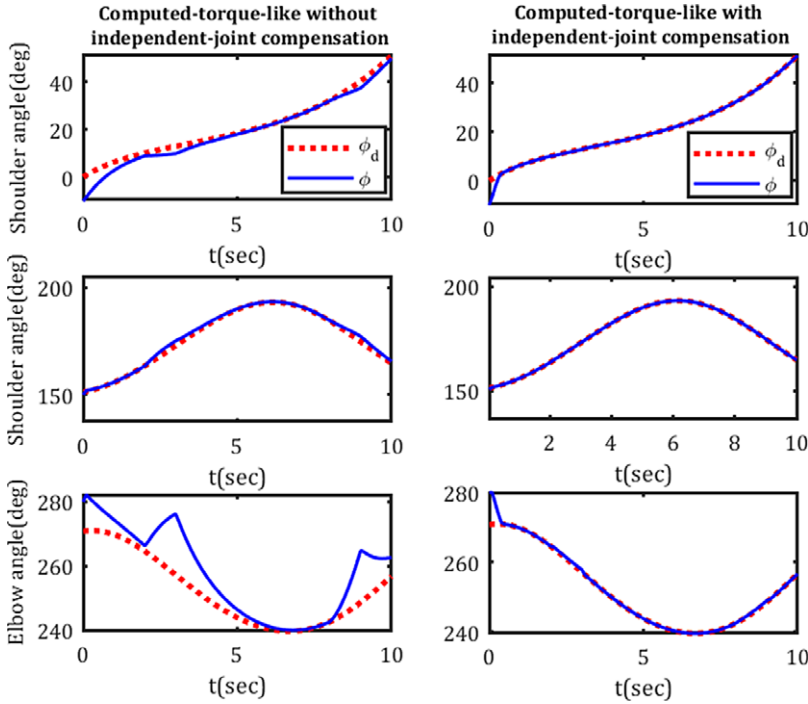 Computed-torque-like without
independent-joint compensation
Shoulder angle(deg)
40
20
0
0
5
10
t(sec)
ϕd
ϕ
Computed-torque-like with
independent-joint compensation
40
20
0
0
5
10
t(sec)
ϕd
ϕ
Shoulder angle(deg)
200
150
0
5
10
t(sec)
200
150
2
4
6
8
10
t(sec)
Elbow angle(deg)
280
260
240
0
5
10
t(sec)
280
260
240
0
5
10
t(sec)